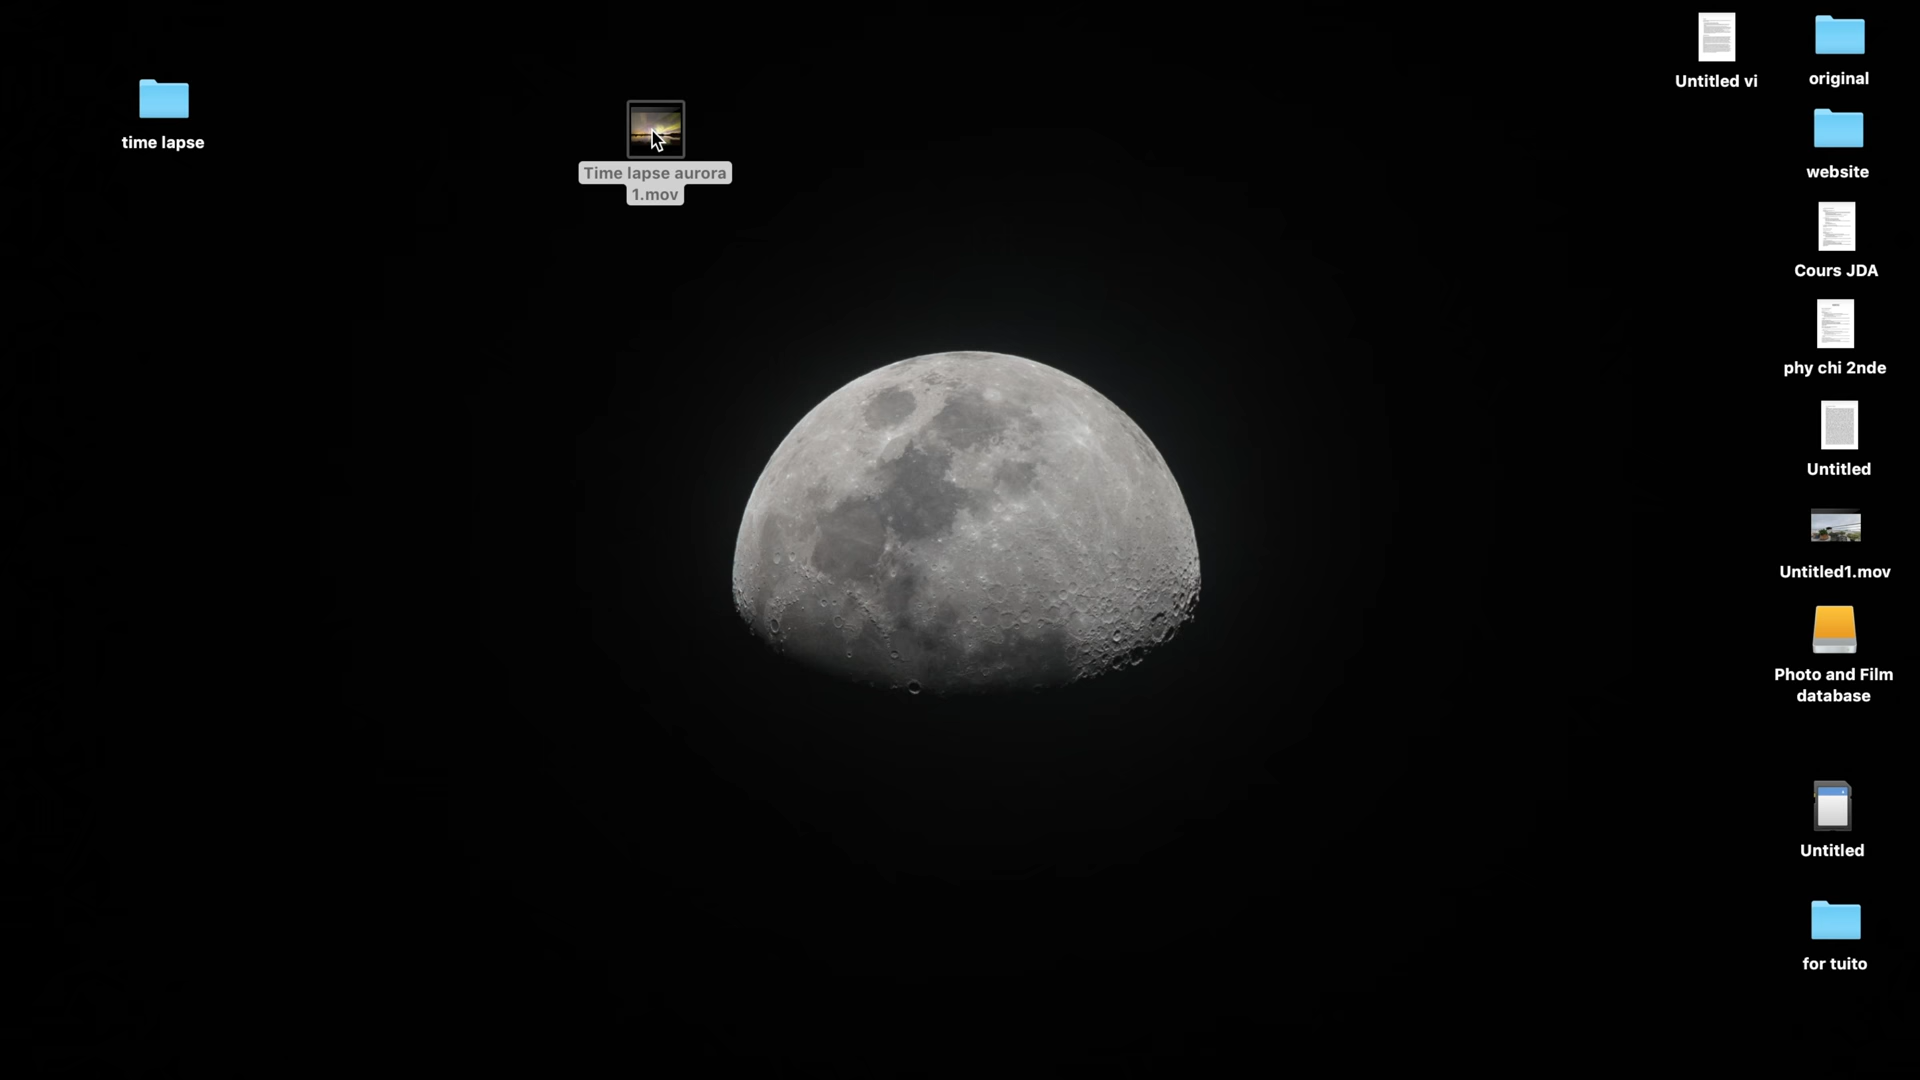 time lapse
Time lapse aurora
1.mov
Untitled vi
original
website
Cours JDA
phy chi 2nde
Untitled
Untitled1.mov
Photo and Film
database
Untitled
for tuito